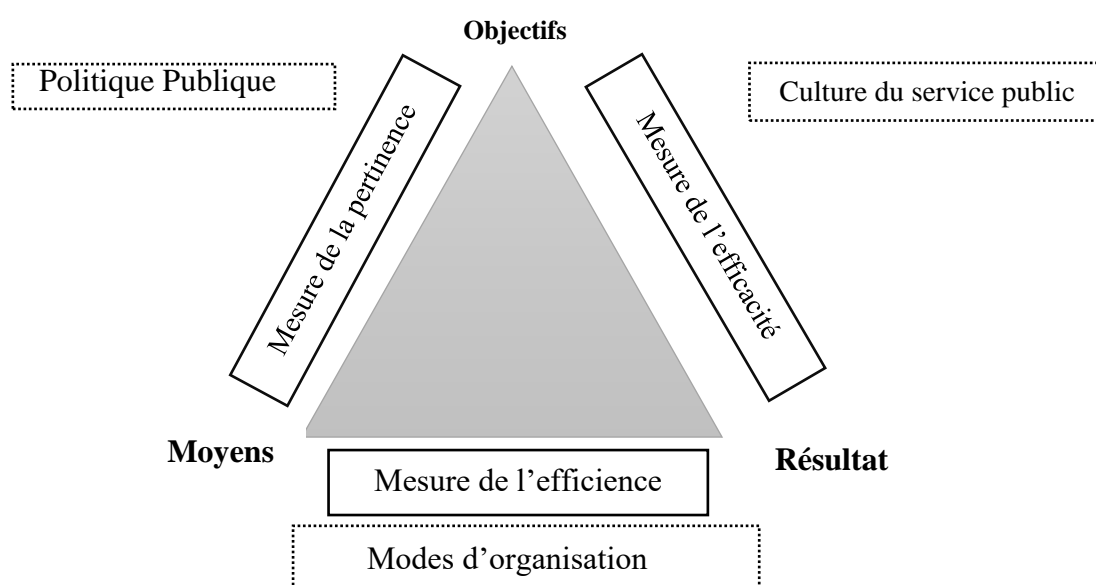 Objectifs
Politique Publique
Culture du service public
Mesure de la pertinence
Mesure de l’efficacité
Moyens
Résultat
Mesure de l’efficience
Modes d’organisation